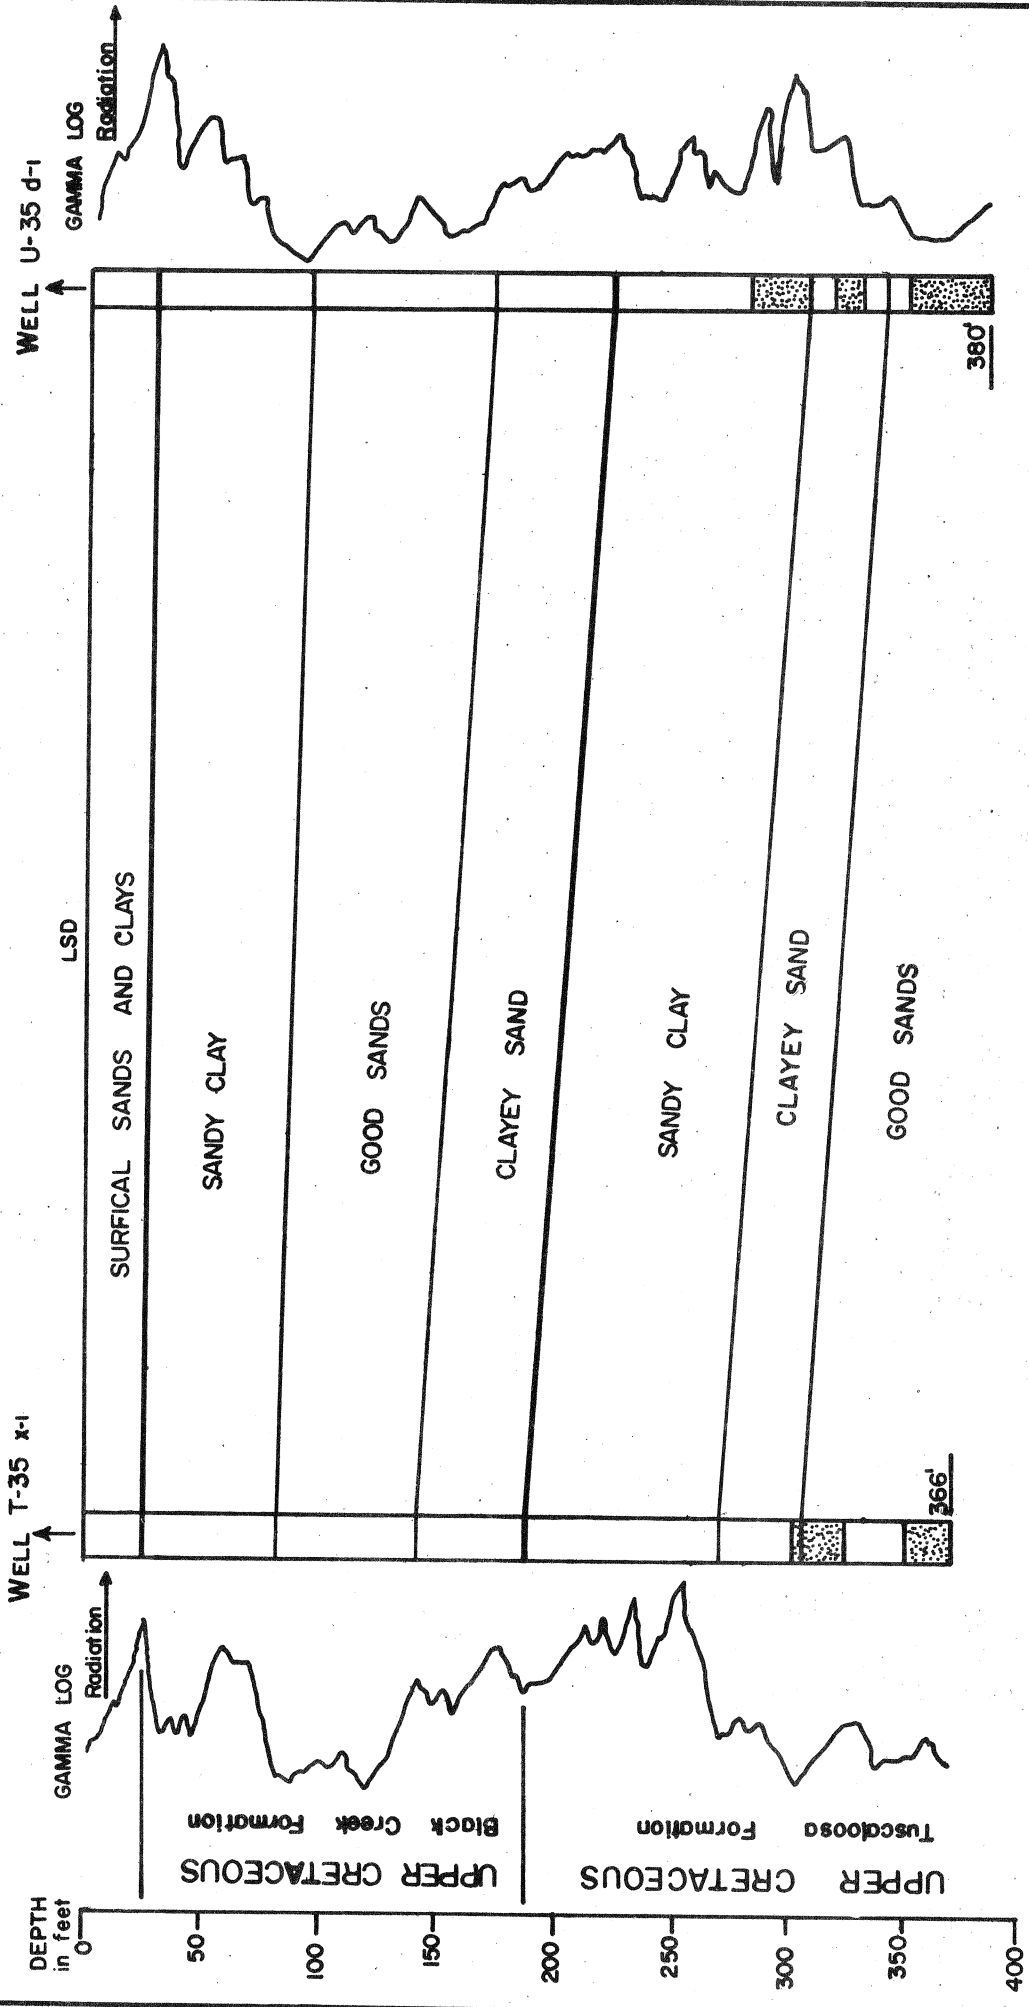 WELL T-35 x-1
WELL U-35 d-1
DEPTH
in feet
0
50
100
150
200
250
300
350
400
GAMMA LOG
Radiation
LSD
GAMMA LOG
Radiation
UPPER CRETACEOUS
Black Creek Formation
UPPER CRETACEOUS
Tuscaloosa Formation
SURFICAL SANDS AND CLAYS
SANDY CLAY
GOOD SANDS
CLAYEY SAND
SANDY CLAY
CLAYEY SAND
GOOD SANDS
366'
380'